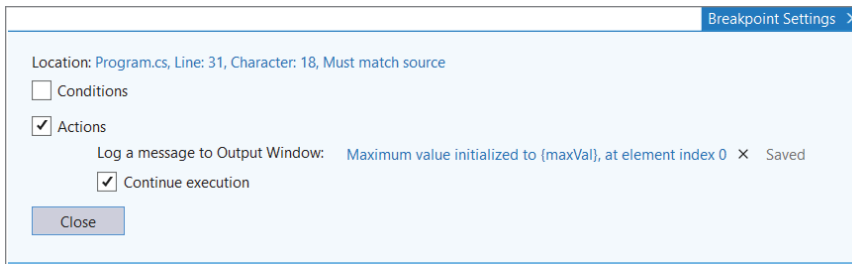 Breakpoint Settings
Location: Program.cs, Line: 31, Character: 18, Must match source
Conditions
Actions
Log a message to Output Window: Maximum value initialized to {maxVal}, at element index 0 × Saved
Continue execution
Close